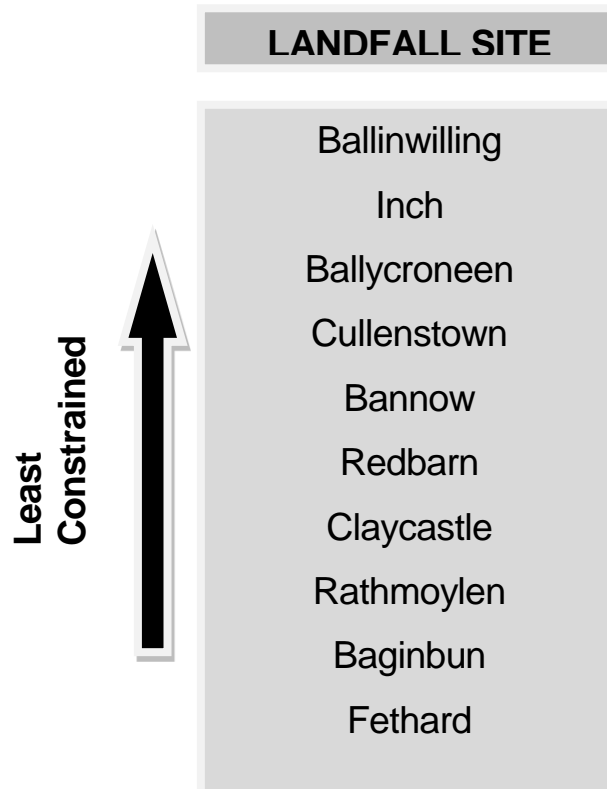 LANDFALL SITE
Ballinwilling
Inch
Ballycroneen
Cullenstown
Bannow
Redbarn
Claycastle
Rathmoylen
Baginbun
Fethard
Least
Constrained